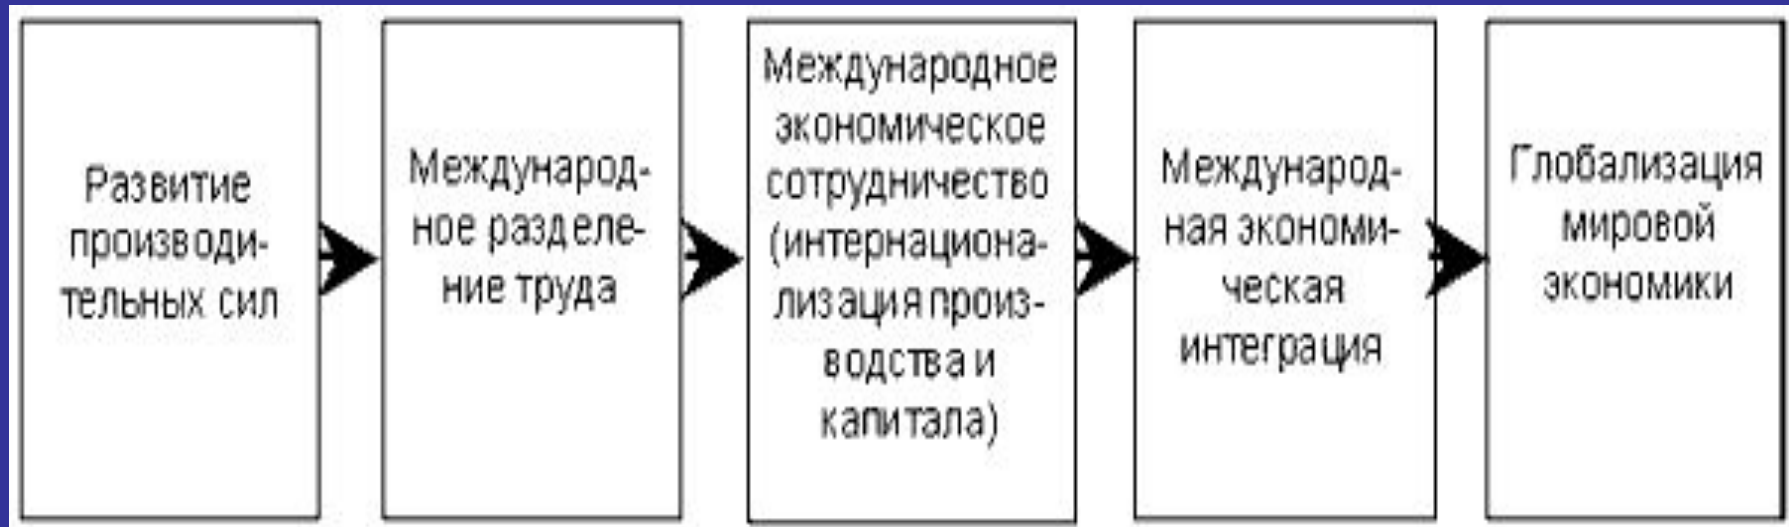 Развитие
производи-
тельных сил
Международ-
ное разделе-
ние труда
Международное
экономическое
сотрудничество
(интернациона-
лизация произ-
водства и
капитала)
Международ-
ная экономи-
ческая
интеграция
Глобализация
мировой
экономики